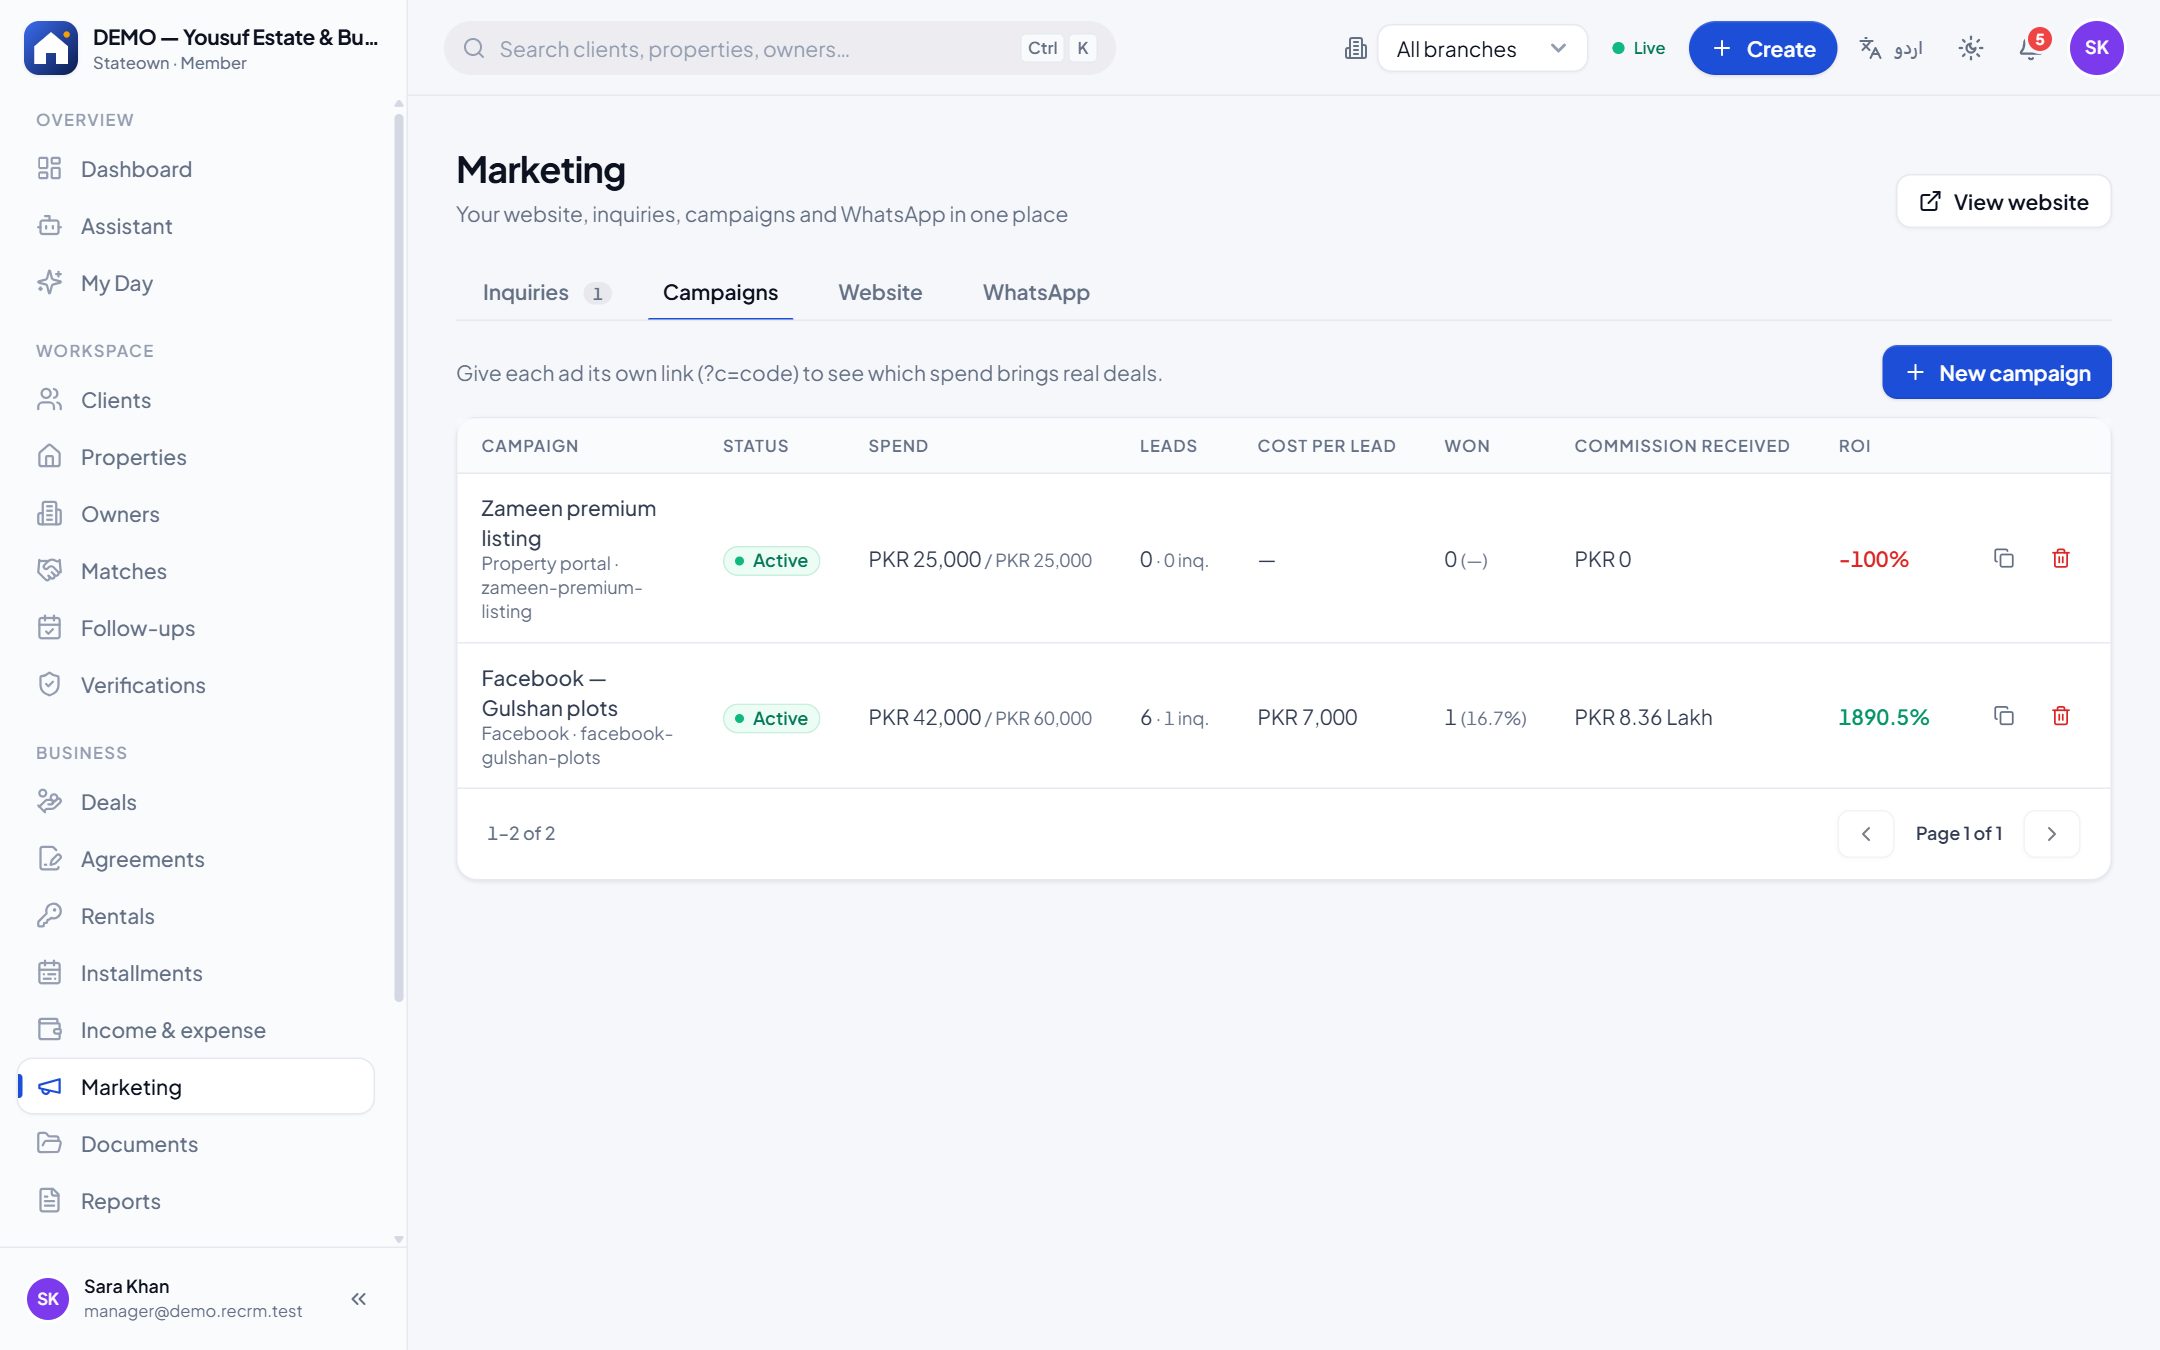 DEMO — Yousuf Estate & Bu...
Stateown · Member
Search clients, properties, owners...
Ctrl K
All branches
Live
Create
اردو
5
SK
OVERVIEW
Dashboard
Assistant
My Day
WORKSPACE
Clients
Properties
Owners
Matches
Follow-ups
Verifications
BUSINESS
Deals
Agreements
Rentals
Installments
Income & expense
Marketing
Documents
Reports
SK
Sara Khan
manager@demo.recrm.test
Marketing
Your website, inquiries, campaigns and WhatsApp in one place
View website
Inquiries 1 Campaigns Website WhatsApp
Give each ad its own link (?c=code) to see which spend brings real deals.
New campaign
CAMPAIGN STATUS SPEND LEADS COST PER LEAD WON COMMISSION RECEIVED ROI
Zameen premium
listing
Property portal ·
zameen-premium-
listing
Active PKR 25,000 / PKR 25,000 0 · 0 inq. — 0 (—) PKR 0 -100%
Facebook —
Gulshan plots
Facebook · facebook-
gulshan-plots
Active PKR 42,000 / PKR 60,000 6 · 1 inq. PKR 7,000 1 (16.7%) PKR 8.36 Lakh 1890.5%
1–2 of 2
Page 1 of 1